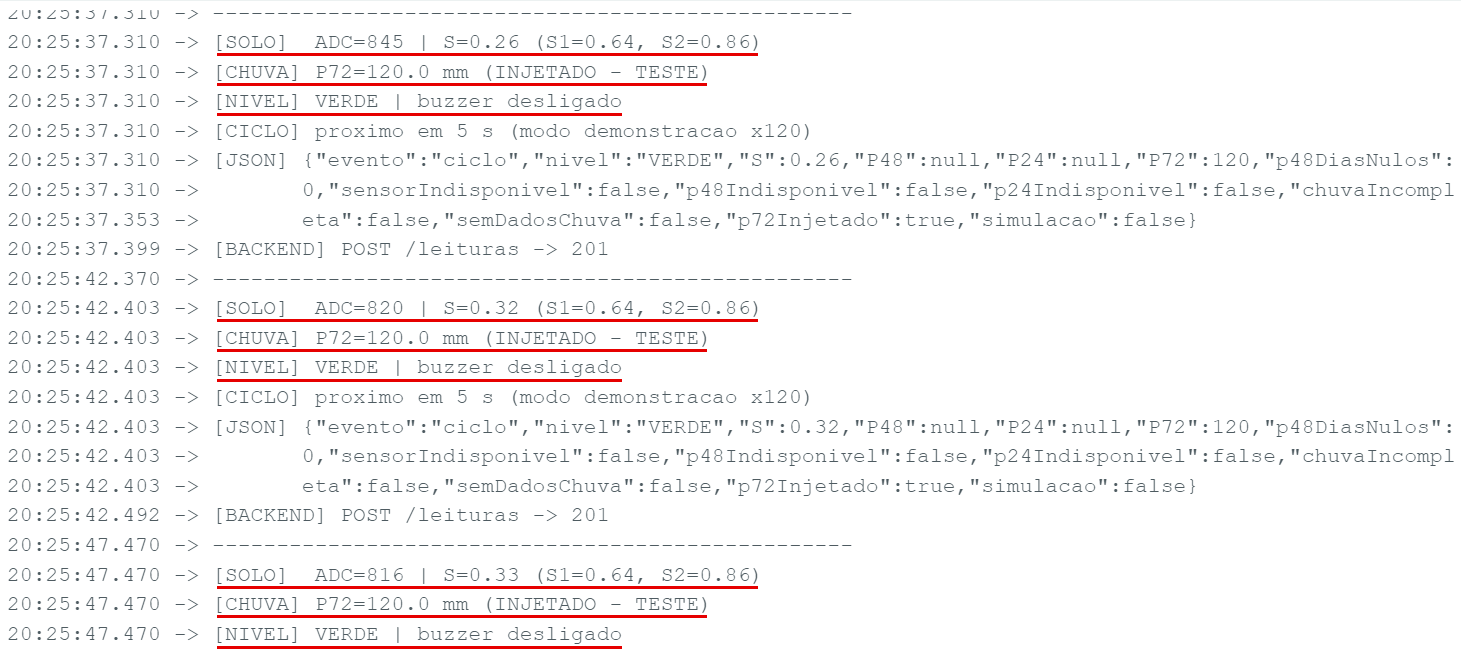 20:25:37.310 -> --------------------------------------------------
20:25:37.310 -> [SOLO]  ADC=845 | S=0.26 (S1=0.64, S2=0.86)
20:25:37.310 -> [CHUVA] P72=120.0 mm (INJETADO - TESTE)
20:25:37.310 -> [NIVEL] VERDE | buzzer desligado
20:25:37.310 -> [CICLO] proximo em 5 s (modo demonstracao x120)
20:25:37.310 -> [JSON] {"evento":"ciclo","nivel":"VERDE","S":0.26,"P48":null,"P24":null,"P72":120,"p48DiasNulos":
20:25:37.310 ->        0,"sensorIndisponivel":false,"p48Indisponivel":false,"p24Indisponivel":false,"chuvaIncompl
20:25:37.353 ->        eta":false,"semDadosChuva":false,"p72Injetado":true,"simulacao":false}
20:25:37.399 -> [BACKEND] POST /leituras -> 201
20:25:42.370 -> --------------------------------------------------
20:25:42.403 -> [SOLO]  ADC=820 | S=0.32 (S1=0.64, S2=0.86)
20:25:42.403 -> [CHUVA] P72=120.0 mm (INJETADO - TESTE)
20:25:42.403 -> [NIVEL] VERDE | buzzer desligado
20:25:42.403 -> [CICLO] proximo em 5 s (modo demonstracao x120)
20:25:42.403 -> [JSON] {"evento":"ciclo","nivel":"VERDE","S":0.32,"P48":null,"P24":null,"P72":120,"p48DiasNulos":
20:25:42.403 ->        0,"sensorIndisponivel":false,"p48Indisponivel":false,"p24Indisponivel":false,"chuvaIncompl
20:25:42.403 ->        eta":false,"semDadosChuva":false,"p72Injetado":true,"simulacao":false}
20:25:42.492 -> [BACKEND] POST /leituras -> 201
20:25:47.470 -> --------------------------------------------------
20:25:47.470 -> [SOLO]  ADC=816 | S=0.33 (S1=0.64, S2=0.86)
20:25:47.470 -> [CHUVA] P72=120.0 mm (INJETADO - TESTE)
20:25:47.470 -> [NIVEL] VERDE | buzzer desligado